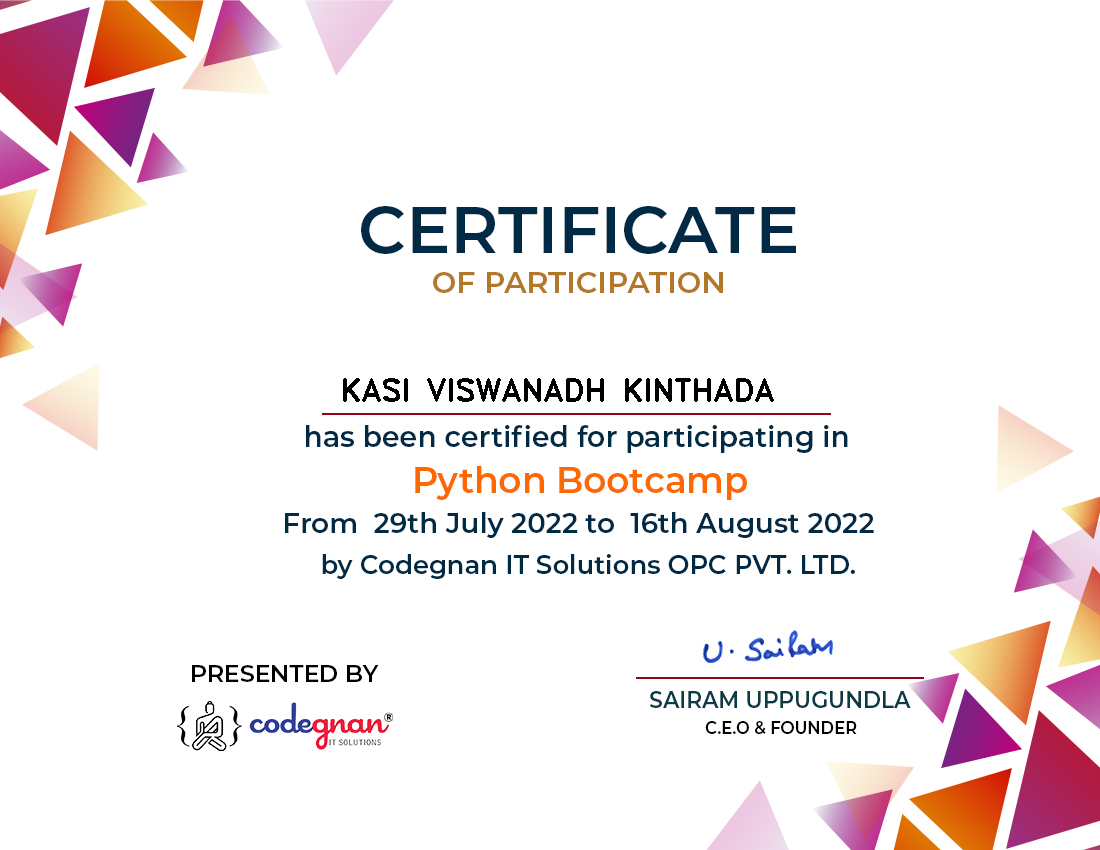 CERTIFICATE
OF PARTICIPATION
KASI VISWANADH KINTHADA
has been certified for participating in
Python Bootcamp
From 29th July 2022 to 16th August 2022
by Codegnan IT Solutions OPC PVT. LTD.
PRESENTED BY
codegnan®
IT SOLUTIONS
U. Sairam
SAIRAM UPPUGUNDLA
C.E.O & FOUNDER